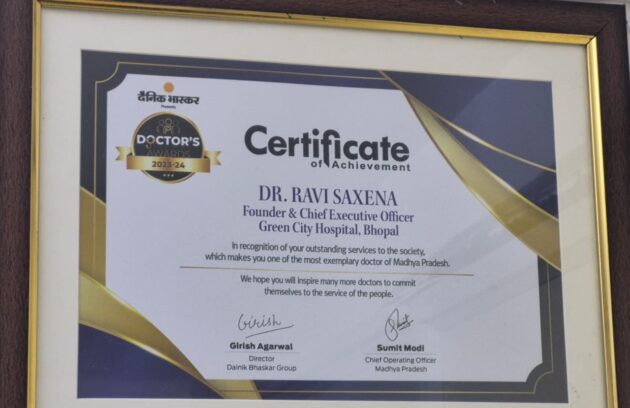 दैनिक भास्कर
Presents
DOCTOR'S
AWARDS
2023-24
Certificate
of Achievement
DR. RAVI SAXENA
Founder & Chief Executive Officer
Green City Hospital, Bhopal
In recognition of your outstanding services to the society,
which makes you one of the most exemplary doctor of Madhya Pradesh.
We hope you will inspire many more doctors to commit
themselves to the service of the people.
Girish
Girish Agarwal
Director
Dainik Bhaskar Group
Sumit Modi
Chief Operating Officer
Madhya Pradesh